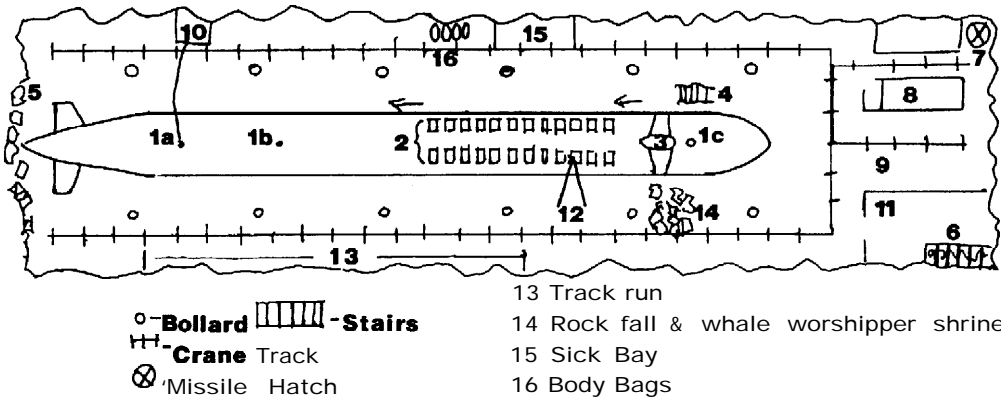 10
16
15
7
5
4
8
1a
1b
2
3
1c
9
12
14
11
6
13
-Bollard -Stairs
-Crane Track
'Missile Hatch
13 Track run
14 Rock fall & whale worshipper shrine
15 Sick Bay
16 Body Bags